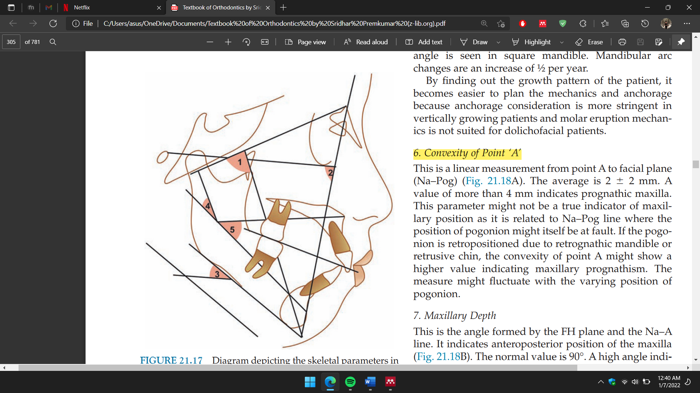 Netflix
Textbook of Orthodontics by Sri
File
C:/Users/asus/OneDrive/Documents/Textbook%20of%20Orthodontics%20by%20Sridhar%20Premkumar%20(z-lib.org).pdf
305 of 781
Page view
Read aloud
Add text
Draw
Highlight
Erase
angle is seen in square mandible. Mandibular arc
changes are an increase of ½ per year.
By finding out the growth pattern of the patient, it
becomes easier to plan the mechanics and anchorage
because anchorage consideration is more stringent in
vertically growing patients and molar eruption mechan-
ics is not suited for dolichofacial patients.
6. Convexity of Point ‘A’
This is a linear measurement from point A to facial plane
(Na–Pog) (Fig. 21.18A). The average is 2 ± 2 mm. A
value of more than 4 mm indicates prognathic maxilla.
This parameter might not be a true indicator of maxil-
lary position as it is related to Na–Pog line where the
position of pogonion might itself be at fault. If the pogo-
nion is retropositioned due to retrognathic mandible or
retrusive chin, the convexity of point A might show a
higher value indicating maxillary prognathism. The
measure might fluctuate with the varying position of
pogonion.
7. Maxillary Depth
This is the angle formed by the FH plane and the Na–A
line. It indicates anteroposterior position of the maxilla
(Fig. 21.18B). The normal value is 90°. A high angle indi-
1
2
4
5
3
FIGURE 21.17 Diagram depicting the skeletal parameters in
12:40 AM
1/7/2022